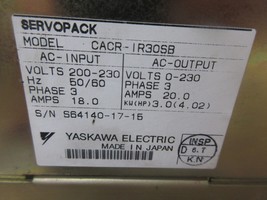 SERVOPACK
MODEL CACR-IR30SB
AC-INPUT AC-OUTPUT
VOLTS 200-230 VOLTS 0-230
Hz 50/60 PHASE 3
PHASE 3 AMPS 20.0
AMPS 18.0 KW(HP) 3.0(4.02)
S/N S64140-17-15
YASKAWA ELECTRIC
MADE IN JAPAN
INSP
D 6.7
K.N